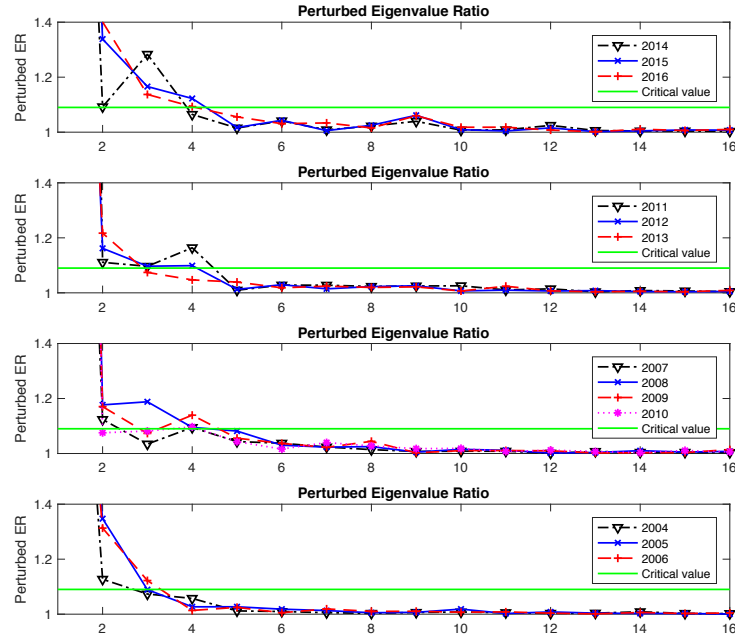 Perturbed Eigenvalue Ratio
1.4
1.2
1
Perturbed ER
2014
2015
2016
Critical value
2 4 6 8 10 12 14 16
Perturbed Eigenvalue Ratio
1.4
1.2
1
Perturbed ER
2011
2012
2013
Critical value
2 4 6 8 10 12 14 16
Perturbed Eigenvalue Ratio
1.4
1.2
1
Perturbed ER
2007
2008
2009
2010
Critical value
2 4 6 8 10 12 14 16
Perturbed Eigenvalue Ratio
1.4
1.2
1
Perturbed ER
2004
2005
2006
Critical value
2 4 6 8 10 12 14 16